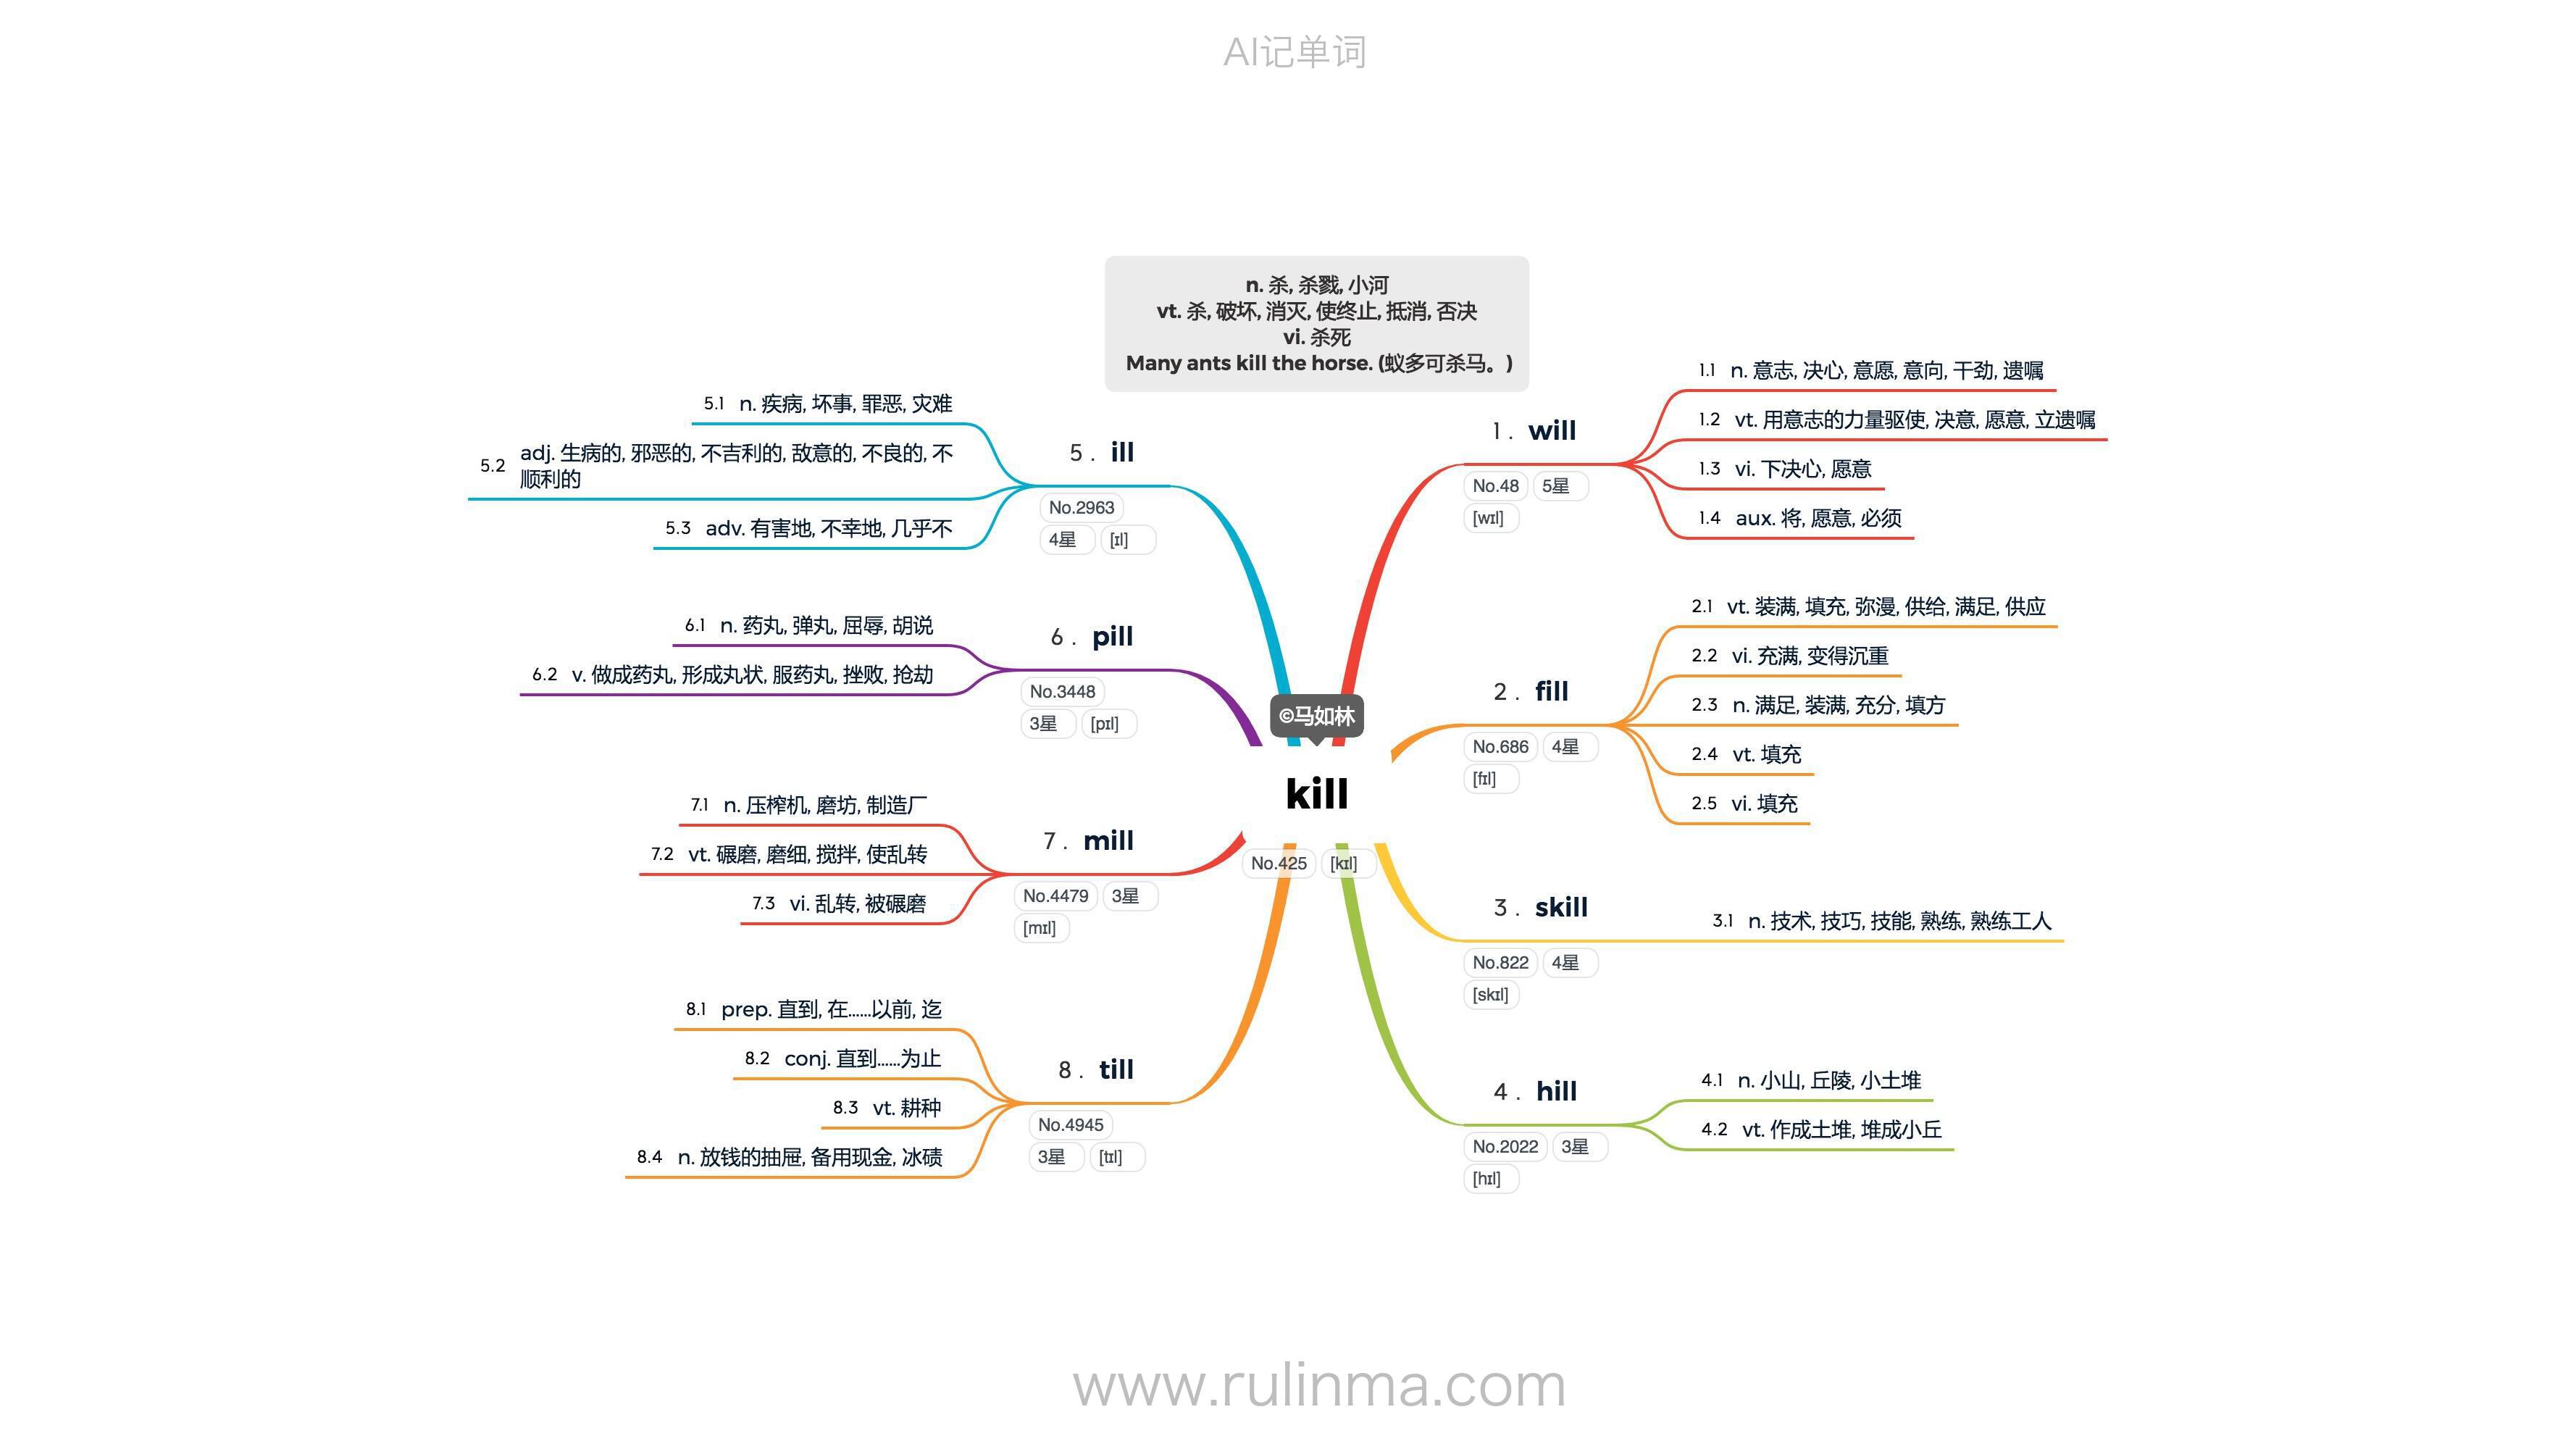 AI记单词
n. 杀, 杀戮, 小河
vt. 杀, 破坏, 消灭, 使终止, 抵消, 否决
vi. 杀死
Many ants kill the horse. (蚁多可杀马。)
©马如林
kill
No.425 [kɪl]
1. will
No.48 5星
[wɪl]
1.1 n. 意志, 决心, 意愿, 意向, 干劲, 遗嘱
1.2 vt. 用意志的力量驱使, 决意, 愿意, 立遗嘱
1.3 vi. 下决心, 愿意
1.4 aux. 将, 愿意, 必须
2. fill
No.686 4星
[fɪl]
2.1 vt. 装满, 填充, 弥漫, 供给, 满足, 供应
2.2 vi. 充满, 变得沉重
2.3 n. 满足, 装满, 充分, 填方
2.4 vt. 填充
2.5 vi. 填充
3. skill
No.822 4星
[skɪl]
3.1 n. 技术, 技巧, 技能, 熟练, 熟练工人
4. hill
No.2022 3星
[hɪl]
4.1 n. 小山, 丘陵, 小土堆
4.2 vt. 作成土堆, 堆成小丘
5. ill
No.2963
4星 [ɪl]
5.1 n. 疾病, 坏事, 罪恶, 灾难
5.2 adj. 生病的, 邪恶的, 不吉利的, 敌意的, 不良的, 不
顺利的
5.3 adv. 有害地, 不幸地, 几乎不
6. pill
No.3448
3星 [pɪl]
6.1 n. 药丸, 弹丸, 屈辱, 胡说
6.2 v. 做成药丸, 形成丸状, 服药丸, 挫败, 抢劫
7. mill
No.4479 3星
[mɪl]
7.1 n. 压榨机, 磨坊, 制造厂
7.2 vt. 碾磨, 磨细, 搅拌, 使乱转
7.3 vi. 乱转, 被碾磨
8. till
No.4945
3星 [tɪl]
8.1 prep. 直到, 在......以前, 迄
8.2 conj. 直到......为止
8.3 vt. 耕种
8.4 n. 放钱的抽屉, 备用现金, 冰碛
www.rulinma.com